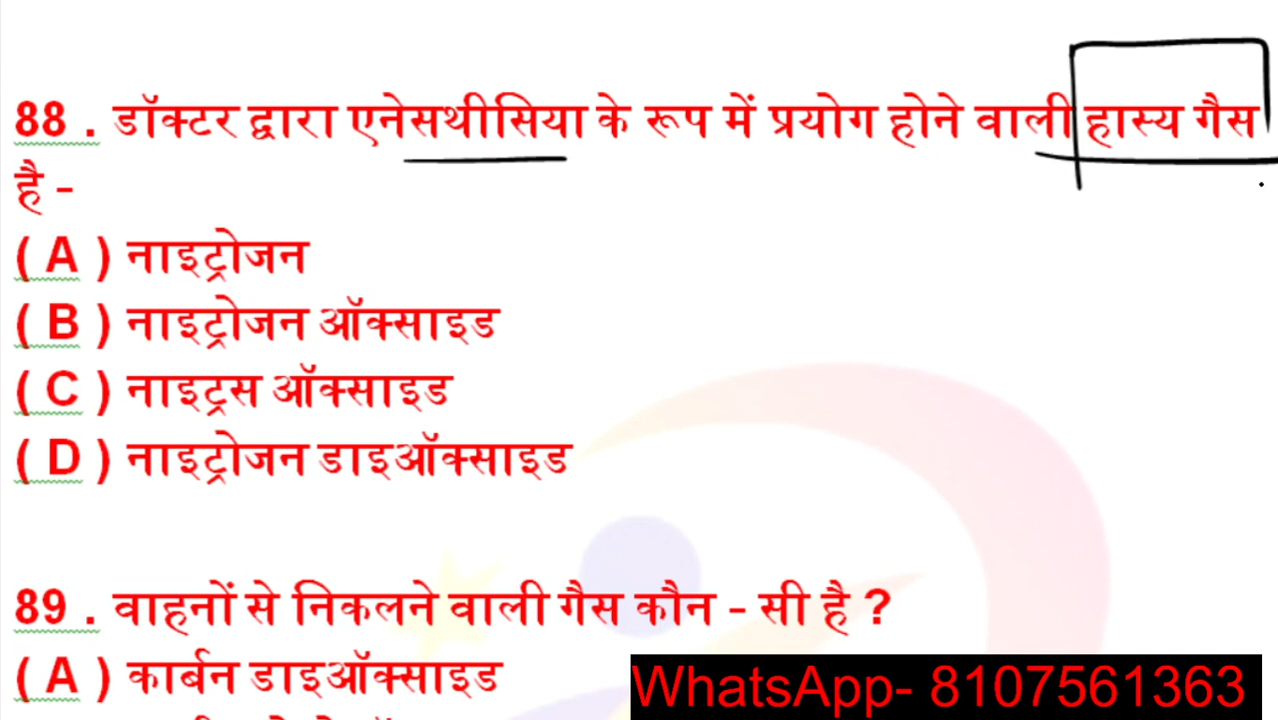 88 . डॉक्टर द्वारा एनेसथीसिया के रूप में प्रयोग होने वाली हास्य गैस
है -
( A ) नाइट्रोजन
( B ) नाइट्रोजन ऑक्साइड
( C ) नाइट्रस ऑक्साइड
( D ) नाइट्रोजन डाइऑक्साइड
89 . वाहनों से निकलने वाली गैस कौन - सी है ?
( A ) कार्बन डाइऑक्साइड
WhatsApp- 8107561363